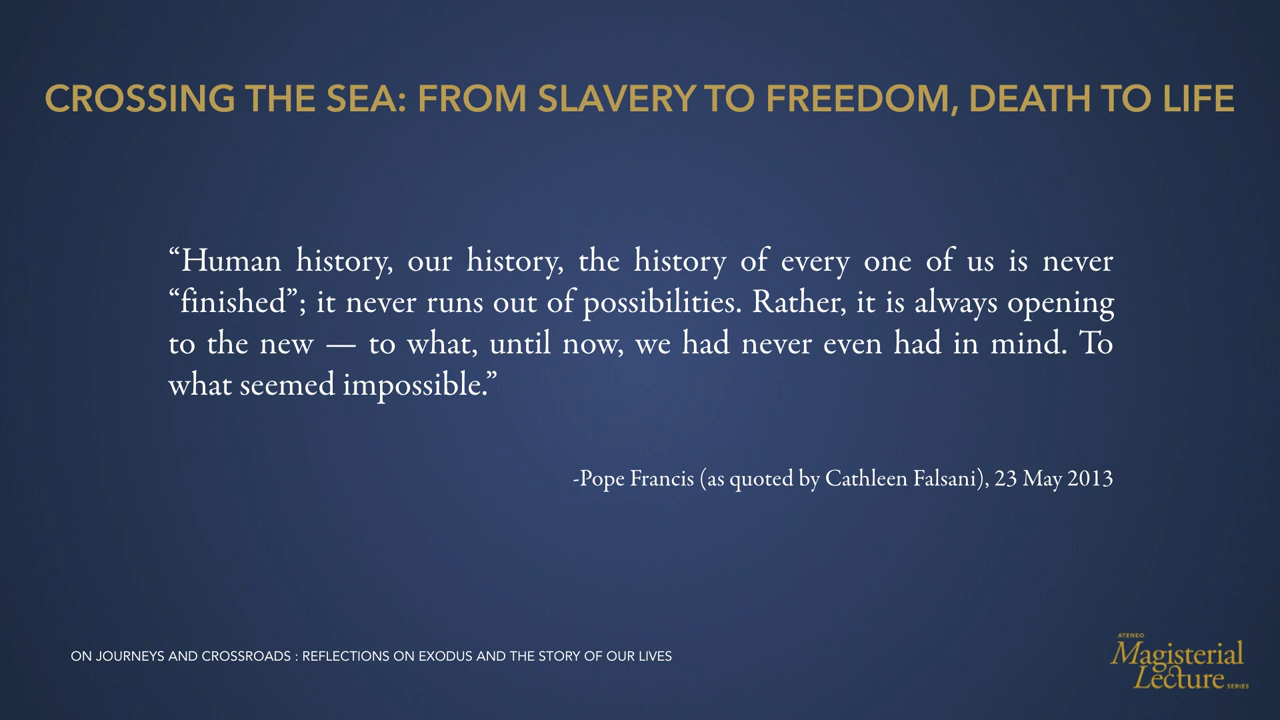 CROSSING THE SEA: FROM SLAVERY TO FREEDOM, DEATH TO LIFE
“Human history, our history, the history of every one of us is never
“finished”; it never runs out of possibilities. Rather, it is always opening
to the new — to what, until now, we had never even had in mind. To
what seemed impossible.”
-Pope Francis (as quoted by Cathleen Falsani), 23 May 2013
ON JOURNEYS AND CROSSROADS : REFLECTIONS ON EXODUS AND THE STORY OF OUR LIVES
ATENEO
Magisterial
Lecture SERIES